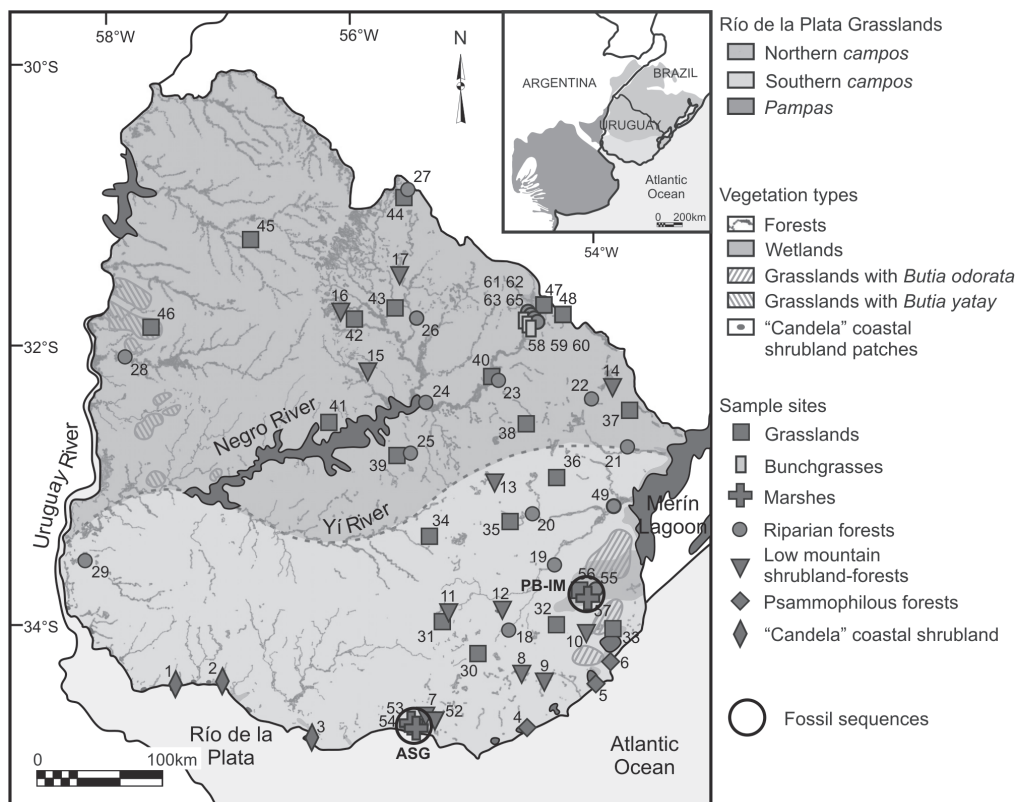 58°W
56°W
N
30°S
ARGENTINA
BRAZIL
URUGUAY
Atlantic
Ocean
0 200km
54°W
27
44
45
17
61 62
47
16
43
63 65
48
46
42
26
58 59 60
28
15
40
14
24
23
22
41
37
Negro River
38
25
39
21
36
Uruguay River
13
49
Merín
Lagoon
Yí River
34
35
20
29
19
56 55
PB-IM
11
12
32
57
32°S
34°S
31
18
10
33
30
8
9
6
1
2
5
7
53
52
54
4
3
ASG
Río de la
Plata
Atlantic
Ocean
0 100km
Río de la Plata Grasslands
Northern campos
Southern campos
Pampas
Vegetation types
Forests
Wetlands
Grasslands with Butia odorata
Grasslands with Butia yatay
“Candela” coastal
shrubland patches
Sample sites
Grasslands
Bunchgrasses
Marshes
Riparian forests
Low mountain
shrubland-forests
Psammophilous forests
“Candela” coastal shrubland
Fossil sequences